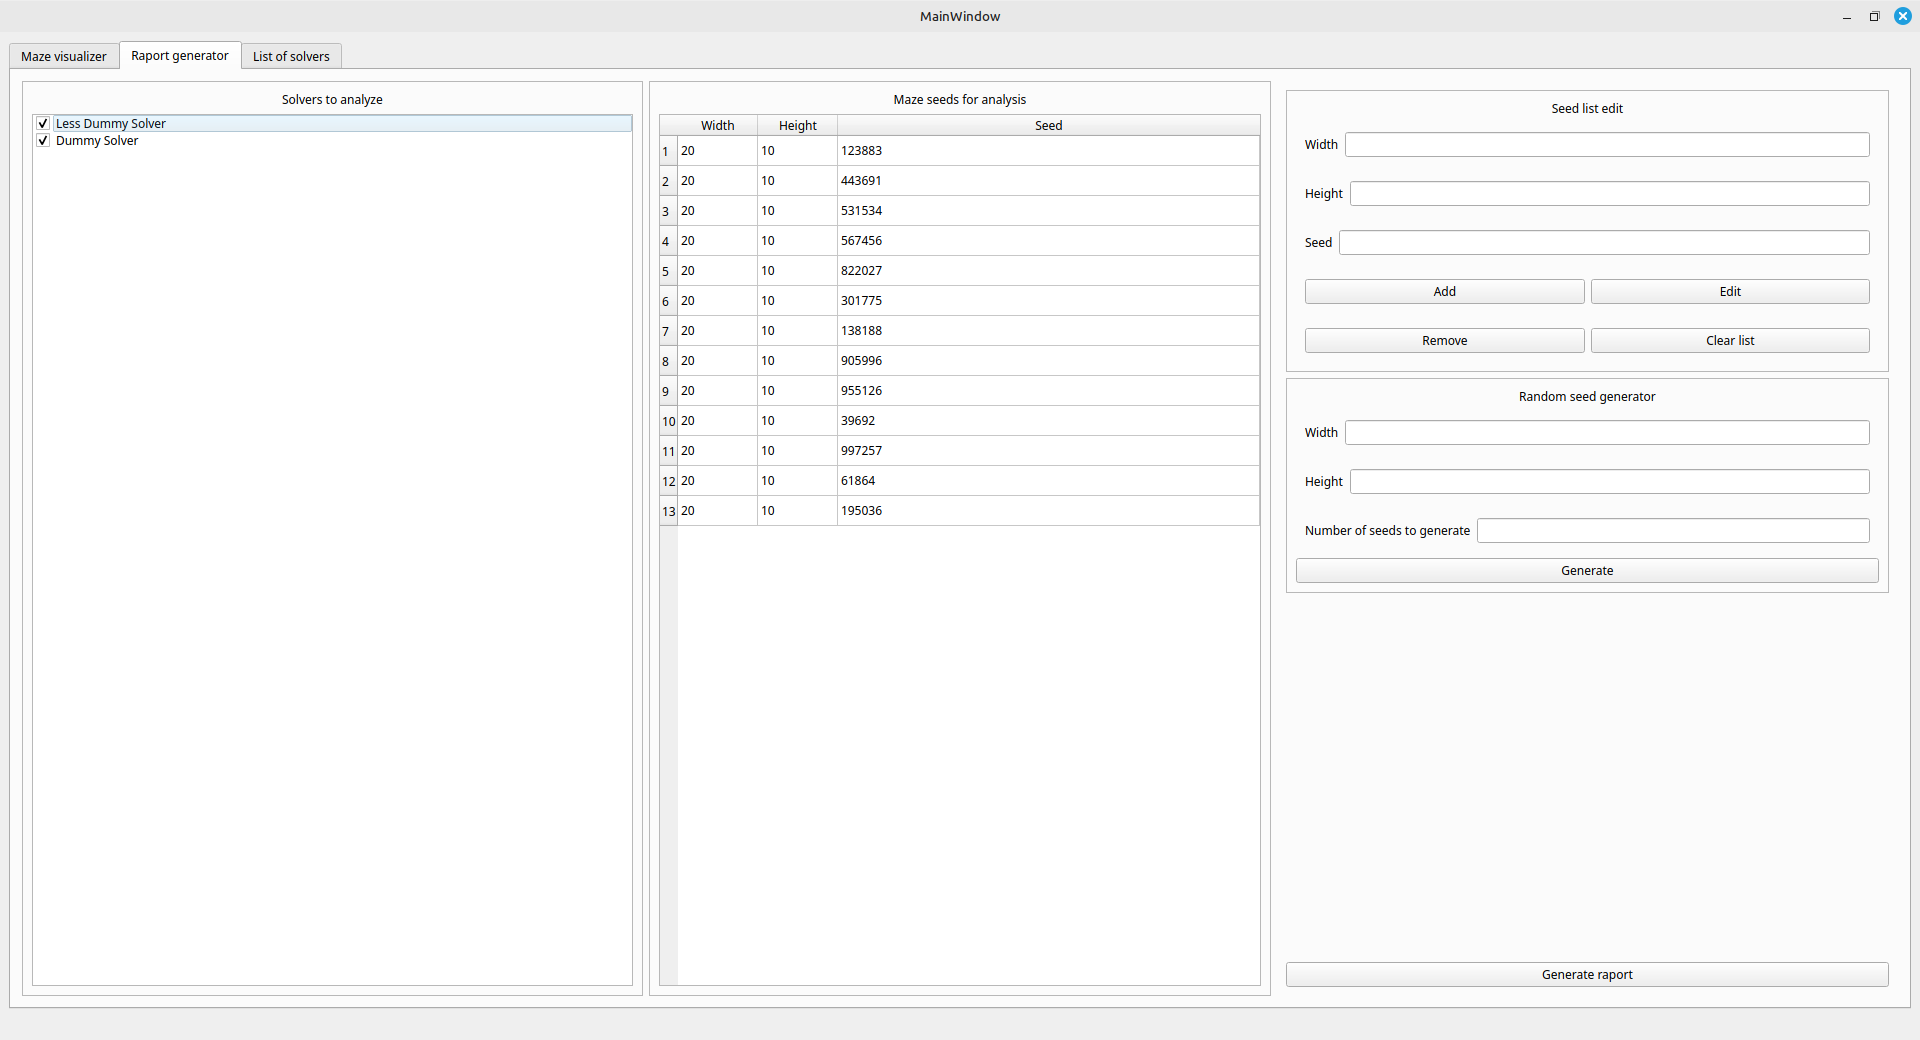 MainWindow
Maze visualizer
Raport generator
List of solvers
Solvers to analyze
Less Dummy Solver
Dummy Solver
Maze seeds for analysis
Width Height Seed
1 20 10 123883
2 20 10 443691
3 20 10 531534
4 20 10 567456
5 20 10 822027
6 20 10 301775
7 20 10 138188
8 20 10 905996
9 20 10 955126
10 20 10 39692
11 20 10 997257
12 20 10 61864
13 20 10 195036
Seed list edit
Width
Height
Seed
Add
Edit
Remove
Clear list
Random seed generator
Width
Height
Number of seeds to generate
Generate
Generate raport